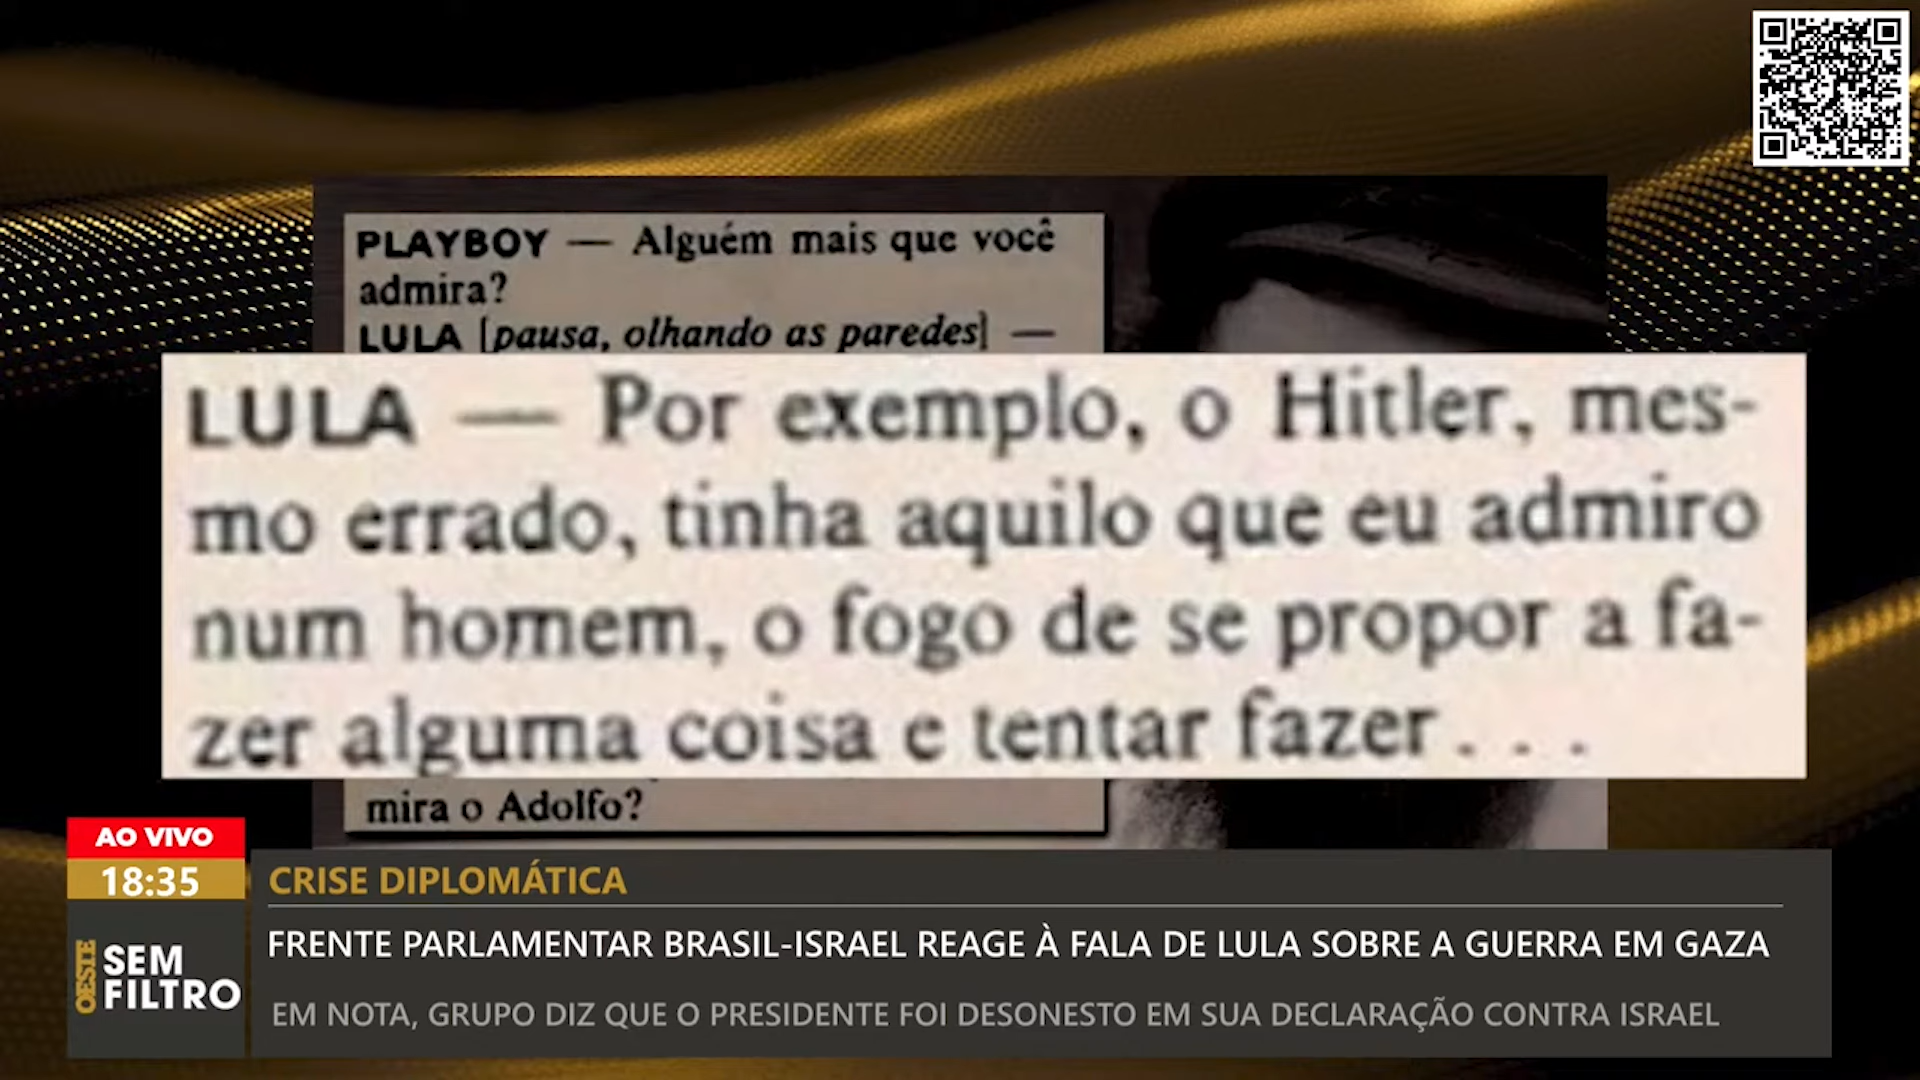 PLAYBOY — Alguém mais que você
admira?
LULA [pausa, olhando as paredes] —
LULA — Por exemplo, o Hitler, mes-
mo errado, tinha aquilo que eu admiro
num homem, o fogo de se propor a fa-
zer alguma coisa e tentar fazer . . .
mira o Adolfo?
AO VIVO
18:35
CRISE DIPLOMÁTICA
FRENTE PARLAMENTAR BRASIL-ISRAEL REAGE À FALA DE LULA SOBRE A GUERRA EM GAZA
EM NOTA, GRUPO DIZ QUE O PRESIDENTE FOI DESONESTO EM SUA DECLARAÇÃO CONTRA ISRAEL
OESTE
SEM
FILTRO